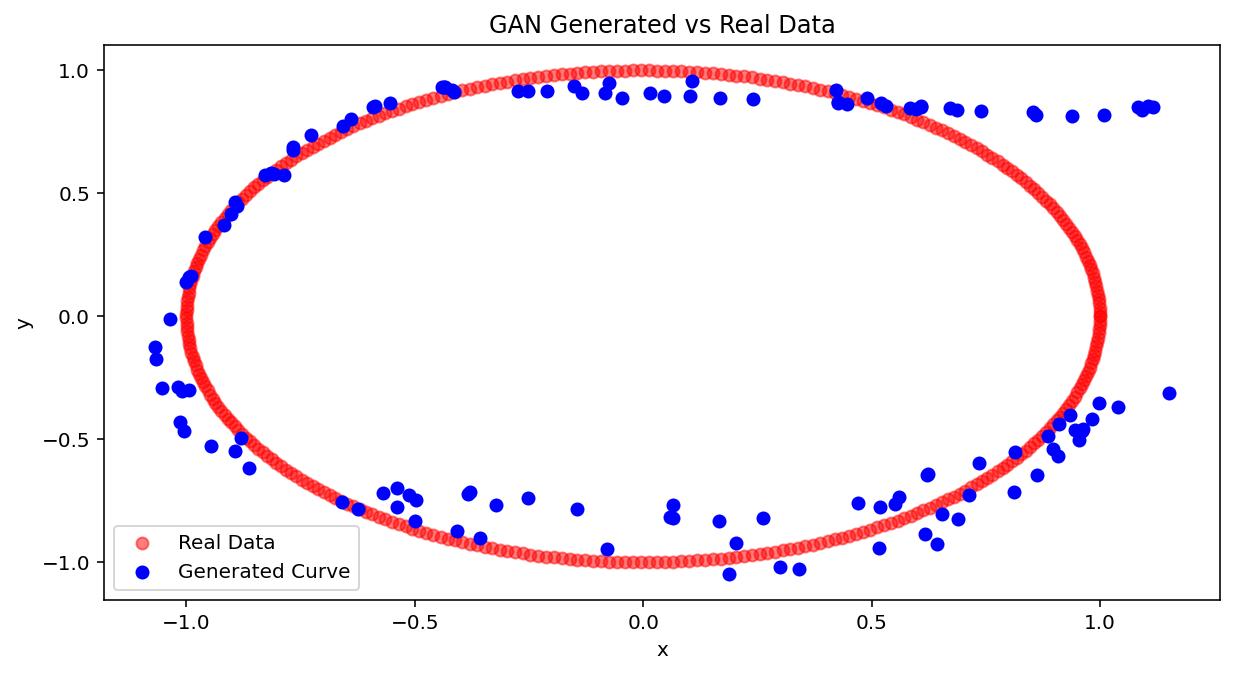 GAN Generated vs Real Data
y
1.0
0.5
0.0
−0.5
−1.0
Real Data
Generated Curve
−1.0 −0.5 0.0 0.5 1.0
x